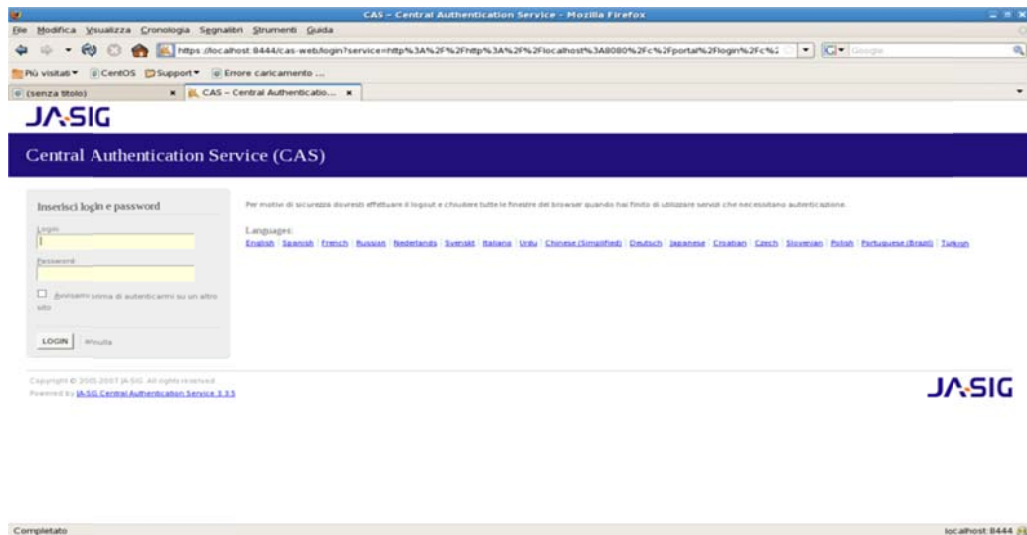 CAS – Central Authentication Service - Mozilla Firefox
File Modifica Visualizza Cronologia Segnalibri Strumenti Guida
https://localhost:8444/cas-web/login?service=http%3A%2F%2Fhttp%3A%2F%2Flocalhost%3A8080%2Fc%2Fportal%2Flogin%2Fc%2 Google
Più visitati CentOS Support Errore caricamento ...
(senza titolo) CAS – Central Authenticatio...
JA-SIG
Central Authentication Service (CAS)
Inserisci login e password
Login:
Password:
Avvisami prima di autenticarmi su un altro
sito
LOGIN annulla
Per motivi di sicurezza dovresti effettuare il logout e chiudere tutte le finestre del browser quando hai finito di utilizzare servizi che necessitano autenticazione.
Languages:
English | Spanish | French | Russian | Nederlands | Svenskt | Italiano | Urdu | Chinese (Simplified) | Deutsch | Japanese | Croatian | Czech | Slovenian | Polish | Portuguese (Brazil) | Turkish
Copyright © 2005-2007 JA-SIG. All rights reserved.
Powered by JA-SIG Central Authentication Service 3.3.5
JA-SIG
Completato localhost:8444